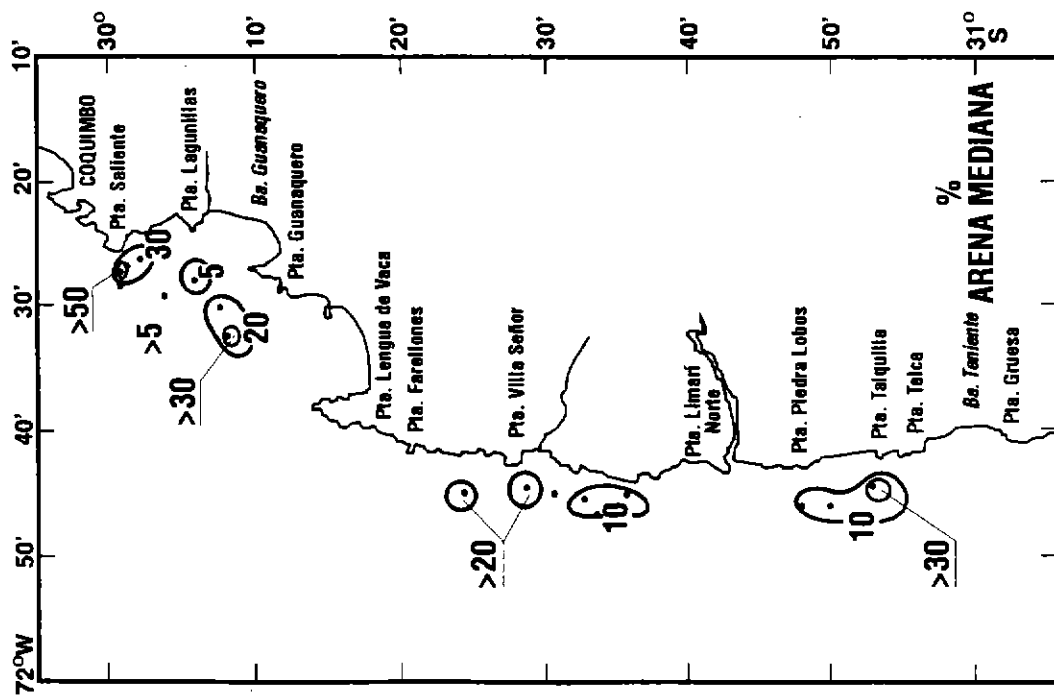 72°W
50'
40'
30'
20'
10'
30°
10'
20'
30'
40'
50'
31°
S
COQUIMBO
Pta. Saliente
Pta. Lagunillas
Ba. Guanaquero
Pta. Guanaquero
Pta. Lengua de Vaca
Pta. Farellones
Pta. Villa Señor
Pta. Limarí
Norte
Pta. Piedra Lobos
Pta. Talquilla
Pta. Talca
Ba. Teniente
Pta. Gruesa
>50
30
>5
5
>30
20
>20
10
10
>30
%
ARENA MEDIANA